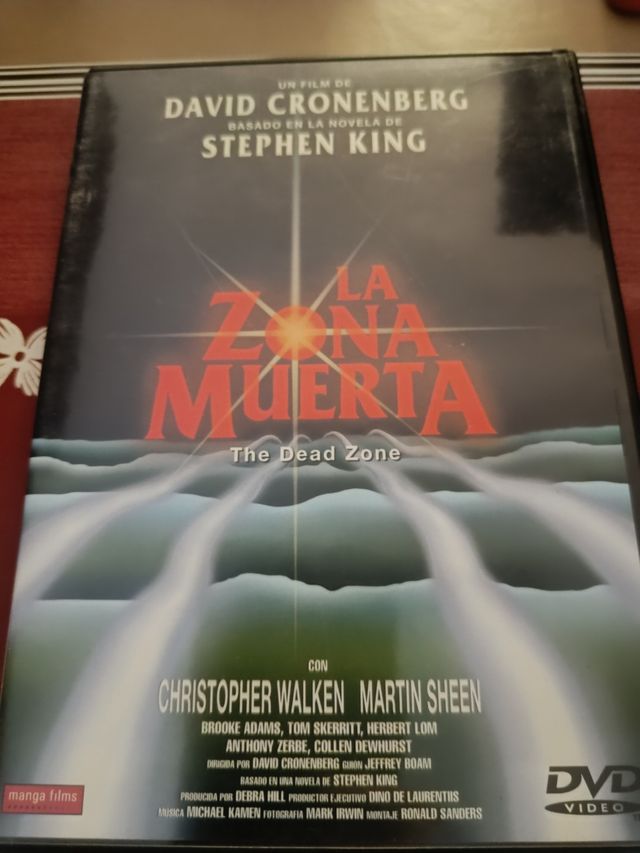 UN FILM DE
DAVID CRONENBERG
BASADO EN LA NOVELA DE
STEPHEN KING
LA
ZONA
MUERTA
The Dead Zone
CON
CHRISTOPHER WALKEN MARTIN SHEEN
BROOKE ADAMS, TOM SKERRITT, HERBERT LOM
ANTHONY ZERBE, COLLEN DEWHURST
DIRIGIDA POR DAVID CRONENBERG GUIÓN JEFFREY BOAM
BASADO EN UNA NOVELA DE STEPHEN KING
PRODUCIDA POR DEBRA HILL PRODUCTOR EJECUTIVO DINO DE LAURENTIIS
MÚSICA MICHAEL KAMEN FOTOGRAFIA MARK IRWIN MONTAJE RONALD SANDERS
manga films
DVD
VIDEO